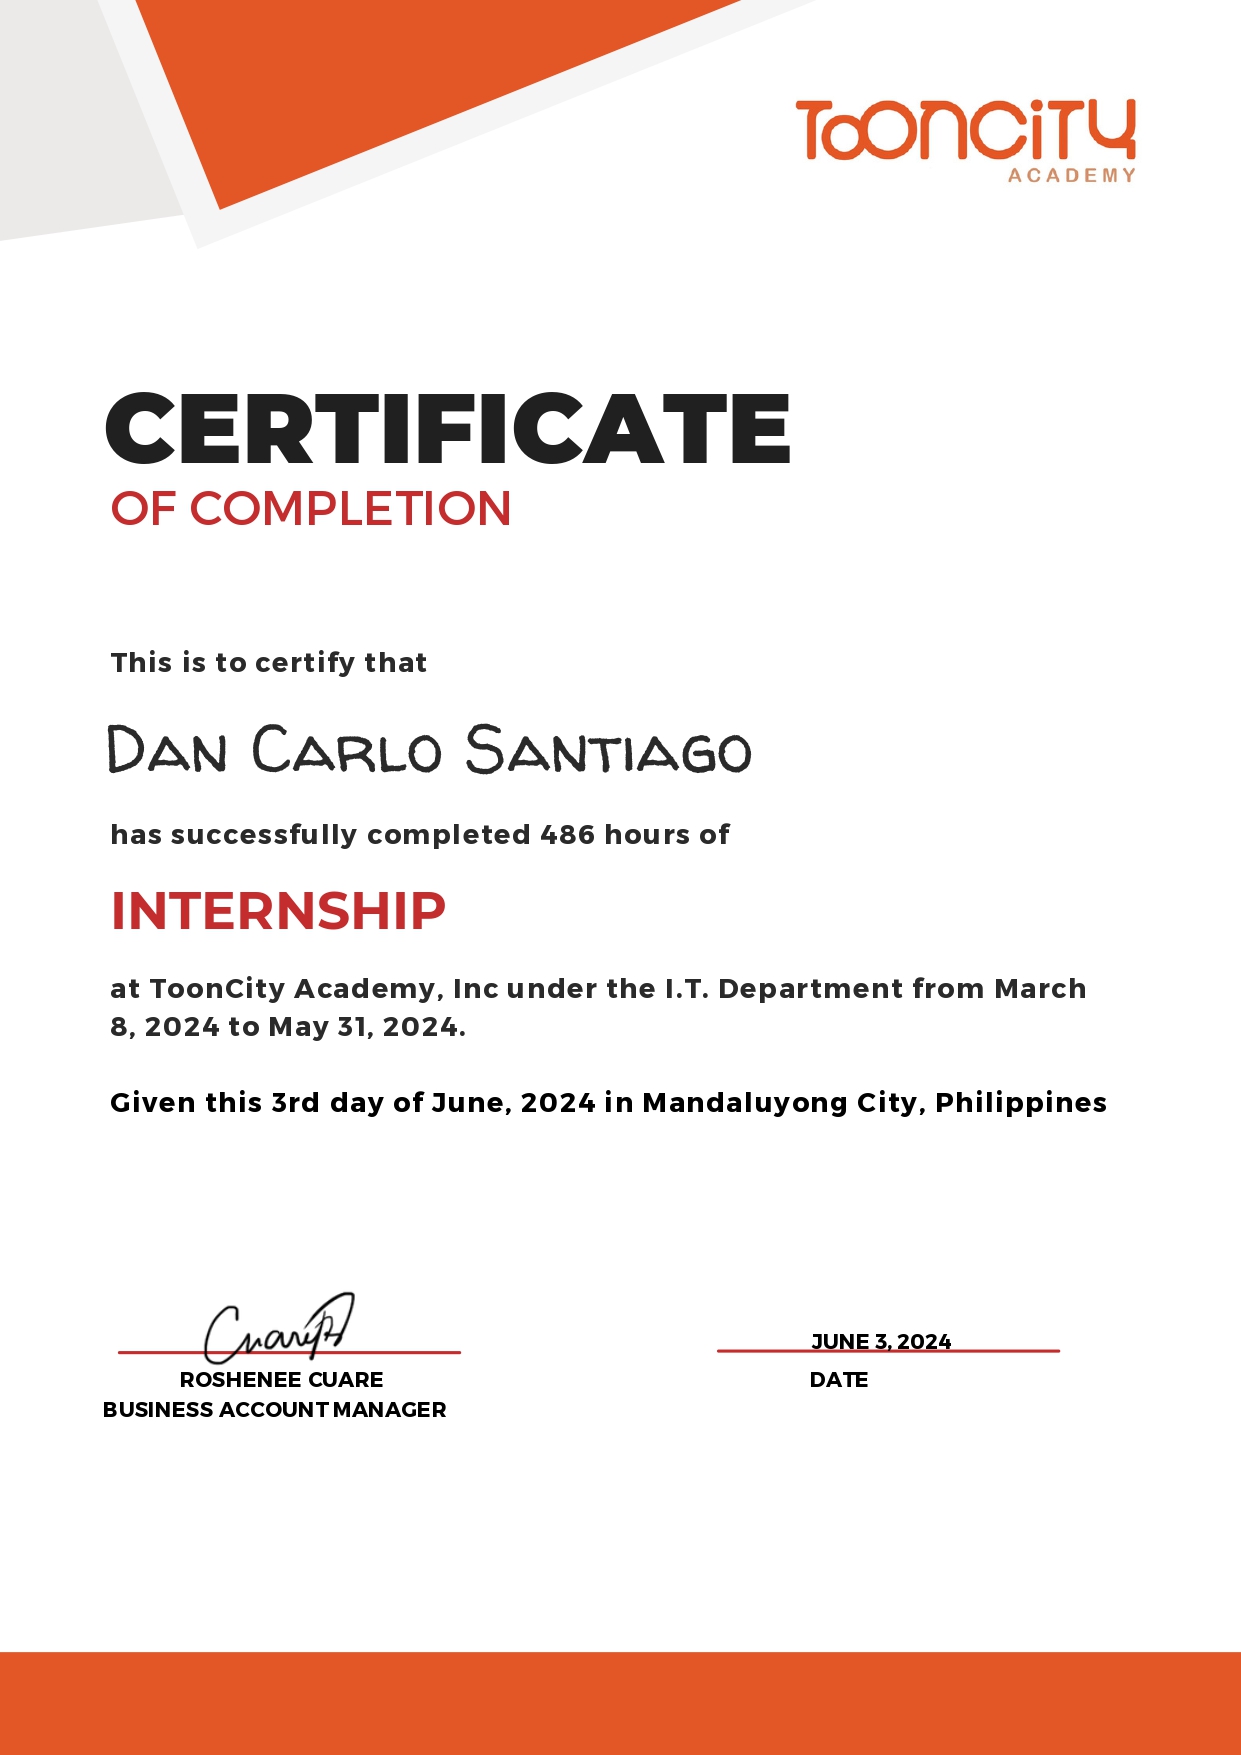 TOONCITY
ACADEMY
CERTIFICATE
OF COMPLETION
This is to certify that
Dan Carlo Santiago
has successfully completed 486 hours of
INTERNSHIP
at ToonCity Academy, Inc under the I.T. Department from March
8, 2024 to May 31, 2024.
Given this 3rd day of June, 2024 in Mandaluyong City, Philippines
JUNE 3, 2024
ROSHENEE CUARE
DATE
BUSINESS ACCOUNT MANAGER